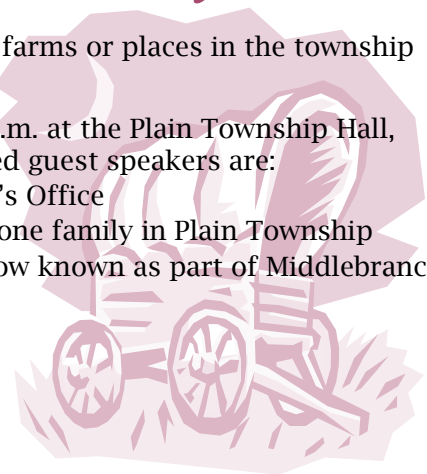 farms or places in the township
.m. at the Plain Township Hall,
ed guest speakers are:
's Office
one family in Plain Township
ow known as part of Middlebranc